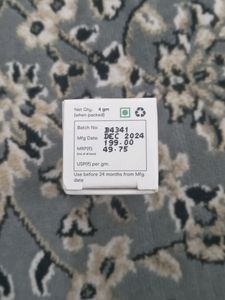 Net Qty. 4 gm
(when packed)
Batch No. B4341
Mfg Date DEC 2024
MRP(₹) 199.00
(Incl. of all taxes)
USP(₹) per gm. 49.75
Use before 24 months from Mfg.
date